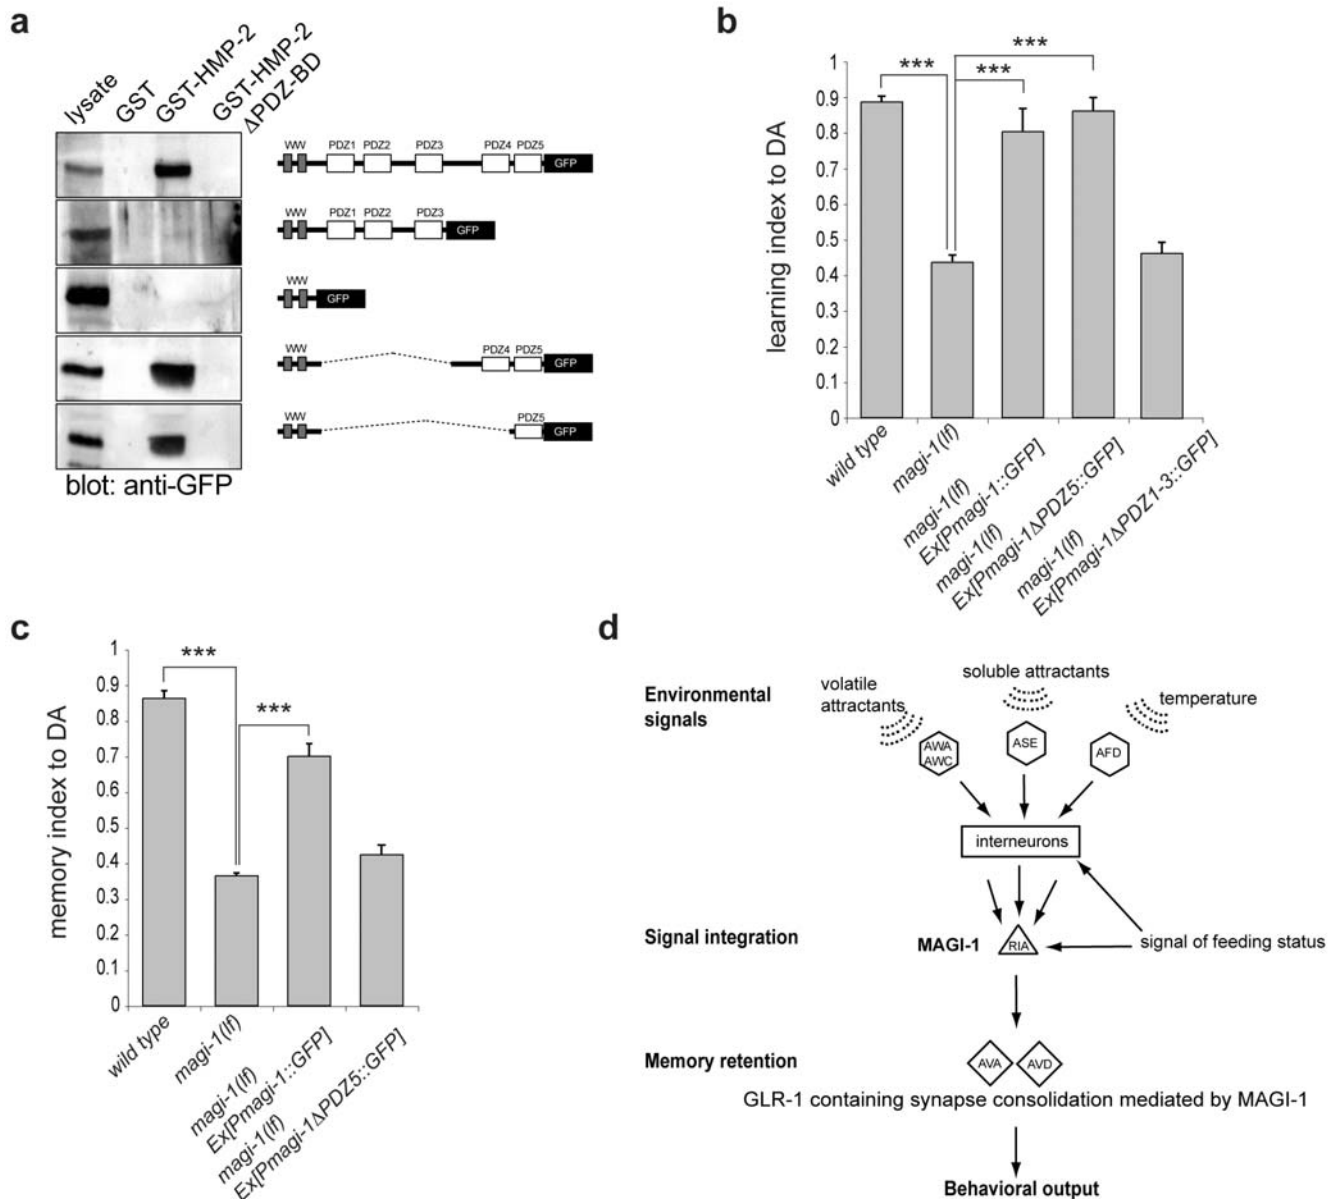 a
lysate
GST
GST-HMP-2
GST-HMP-2
ΔPDZ-BD
WW PDZ1 PDZ2 PDZ3 PDZ4 PDZ5 GFP
WW PDZ1 PDZ2 PDZ3 GFP
WW GFP
WW PDZ4 PDZ5 GFP
WW PDZ5 GFP
blot: anti-GFP
b
learning index to DA
1
0.9
0.8
0.7
0.6
0.5
0.4
0.3
0.2
0.1
0
***
***
***
wild type
magi-1(lf)
magi-1(lf)
Ex[Pmagi-1::GFP]
magi-1(lf)
Ex[Pmagi-1ΔPDZ5::GFP]
magi-1(lf)
Ex[Pmagi-1ΔPDZ1-3::GFP]
c
memory index to DA
1
0.9
0.8
0.7
0.6
0.5
0.4
0.3
0.2
0.1
0
***
***
wild type
magi-1(lf)
magi-1(lf)
Ex[Pmagi-1::GFP]
magi-1(lf)
Ex[Pmagi-1ΔPDZ5::GFP]
d
Environmental
signals
volatile
attractants
soluble attractants
temperature
AWA
AWC
ASE
AFD
interneurons
Signal integration
MAGI-1
RIA
signal of feeding status
Memory retention
AVA
AVD
GLR-1 containing synapse consolidation mediated by MAGI-1
Behavioral output